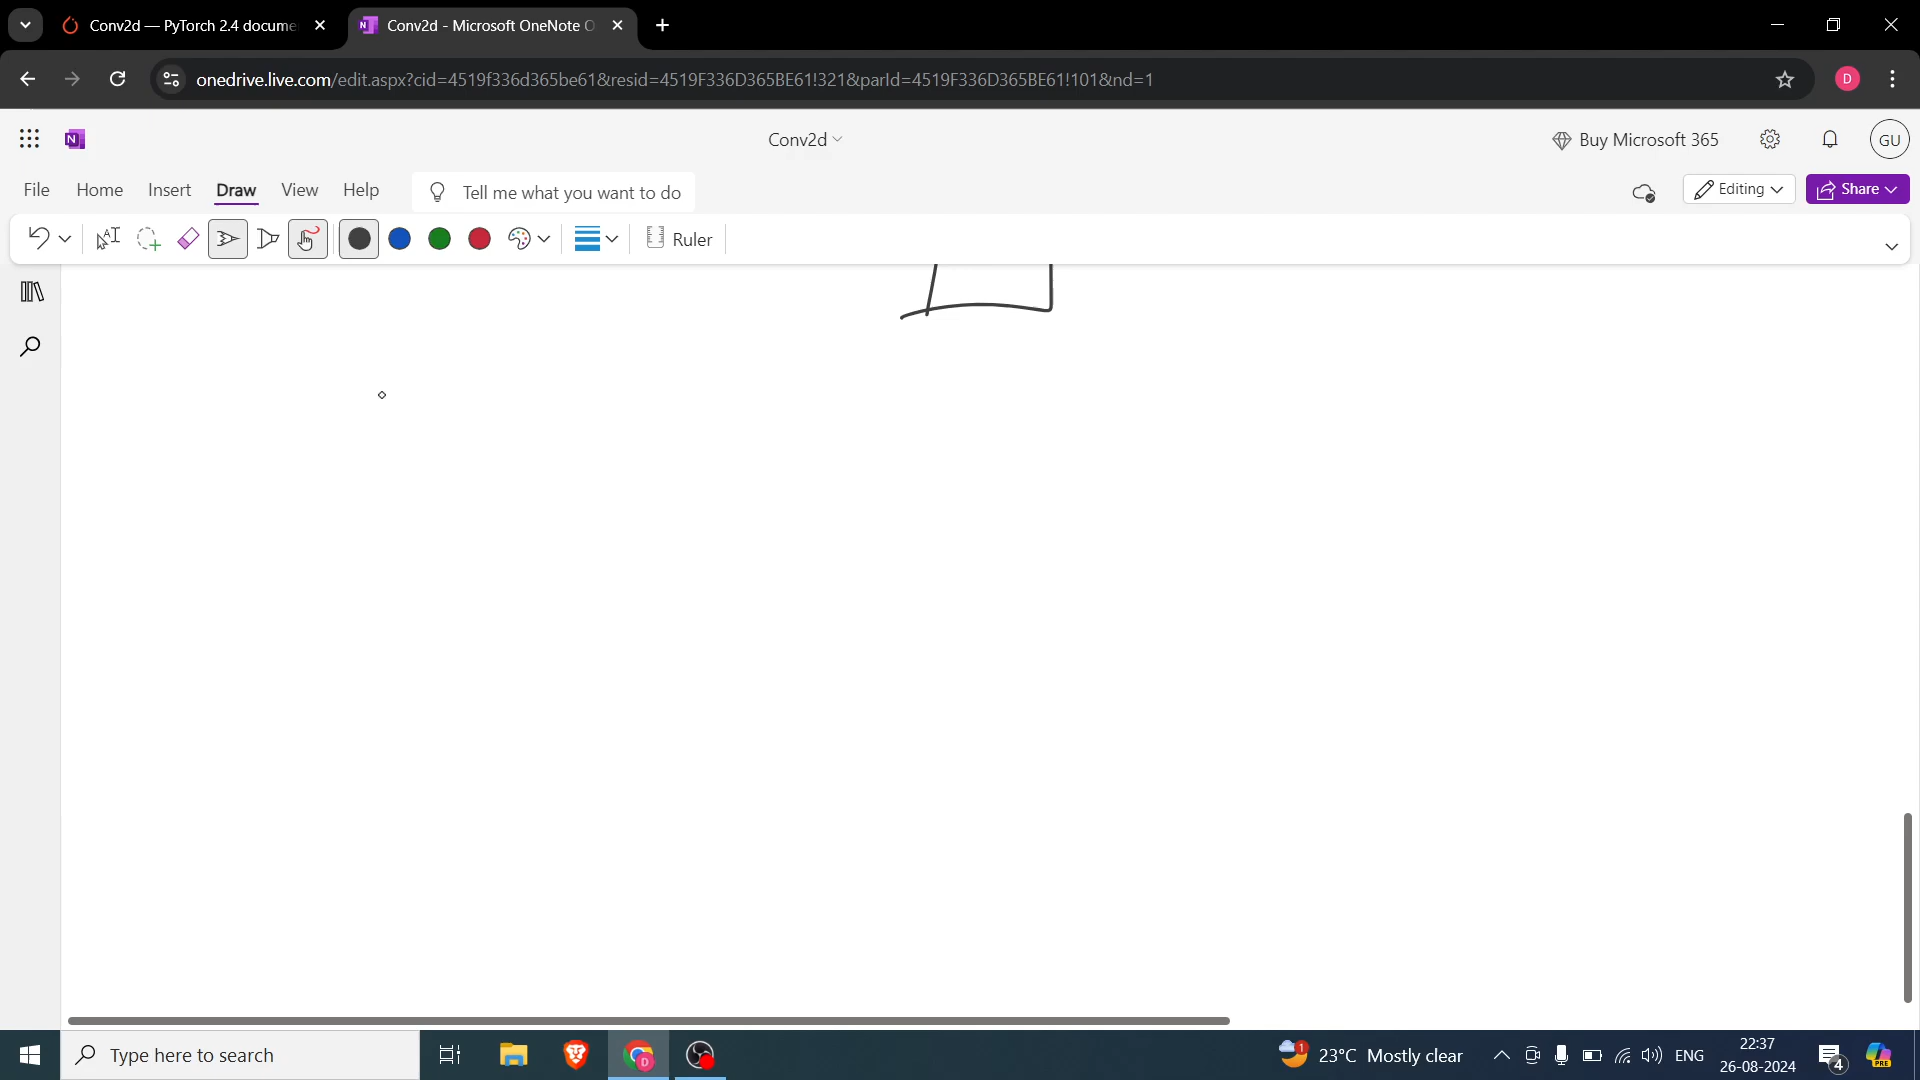 Conv2d — PyTorch 2.4 docume
Conv2d - Microsoft OneNote O
onedrive.live.com/edit.aspx?cid=4519f336d365be61&resid=4519F336D365BE61!321&parId=4519F336D365BE61!101&nd=1
D
N
Conv2d
Buy Microsoft 365
GU
File Home Insert Draw View Help
Tell me what you want to do
Editing
Share
Ruler
Type here to search
23°C Mostly clear
ENG
22:37
26-08-2024
4